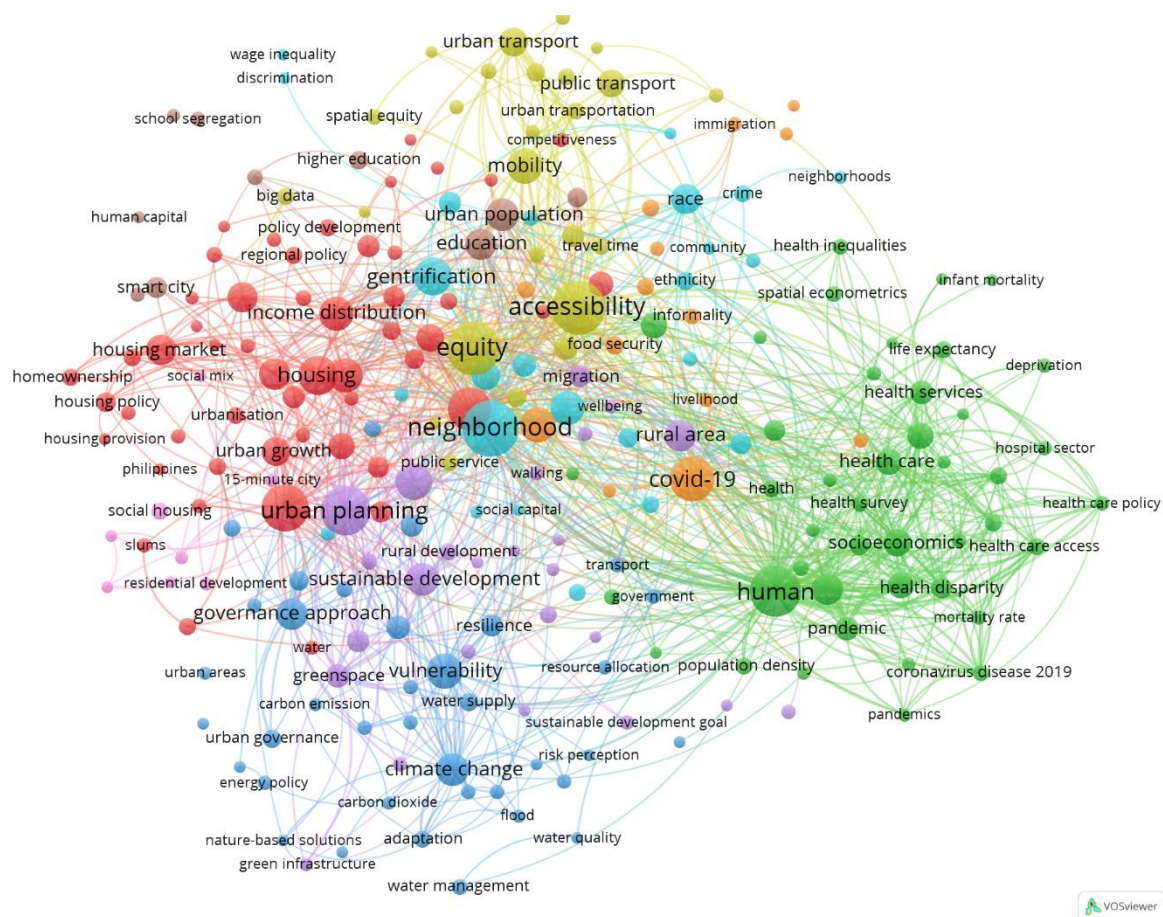 urban transport
wage inequality
discrimination
public transport
school segregation
spatial equity
urban transportation
immigration
competitiveness
higher education
mobility
neighborhoods
big data
race
crime
human capital
urban population
policy development
education
travel time
community
health inequalities
regional policy
gentrification
ethnicity
infant mortality
smart city
spatial econometrics
accessibility
income distribution
informality
equity
food security
housing market
life expectancy
homeownership
social mix
housing
migration
deprivation
health services
housing policy
urbanisation
wellbeing
livelihood
neighborhood
rural area
housing provision
urban growth
hospital sector
public service
health care
philippines
15-minute city
walking
covid-19
health
social housing
urban planning
social capital
health survey
health care policy
slums
rural development
socioeconomics
health care access
residential development
sustainable development
transport
human
health disparity
government
governance approach
resilience
pandemic
mortality rate
water
urban areas
greenspace
vulnerability
resource allocation
population density
coronavirus disease 2019
carbon emission
water supply
pandemics
urban governance
sustainable development goal
climate change
risk perception
energy policy
carbon dioxide
flood
nature-based solutions
adaptation
water quality
green infrastructure
water management
VOSviewer